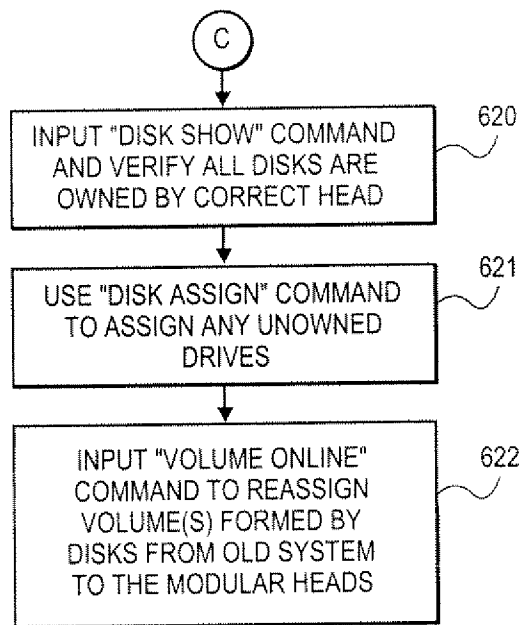 C
INPUT "DISK SHOW" COMMAND
AND VERIFY ALL DISKS ARE
OWNED BY CORRECT HEAD
620
USE "DISK ASSIGN" COMMAND
TO ASSIGN ANY UNOWNED
DRIVES
621
INPUT "VOLUME ONLINE"
COMMAND TO REASSIGN
VOLUME(S) FORMED BY
DISKS FROM OLD SYSTEM
TO THE MODULAR HEADS
622